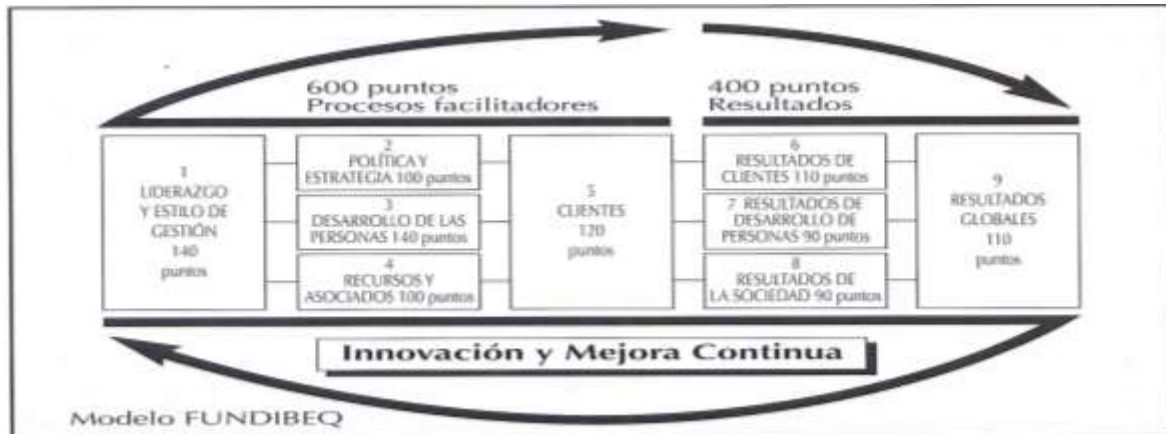 600 puntos
Procesos facilitadores
400 puntos
Resultados
1
LIDERAZGO
Y ESTILO DE
GESTIÓN
140
puntos
2
POLÍTICA Y
ESTRATEGIA 100 puntos
3
DESARROLLO DE LAS
PERSONAS 140 puntos
4
RECURSOS Y
ASOCIADOS 100 puntos
5
CLIENTES
120
puntos
6
RESULTADOS DE
CLIENTES 110 puntos
7 RESULTADOS DE
DESARROLLO DE
PERSONAS 90 puntos
8
RESULTADOS DE
LA SOCIEDAD 90 puntos
9
RESULTADOS
GLOBALES
110
puntos
Innovación y Mejora Continua
Modelo FUNDIBEQ